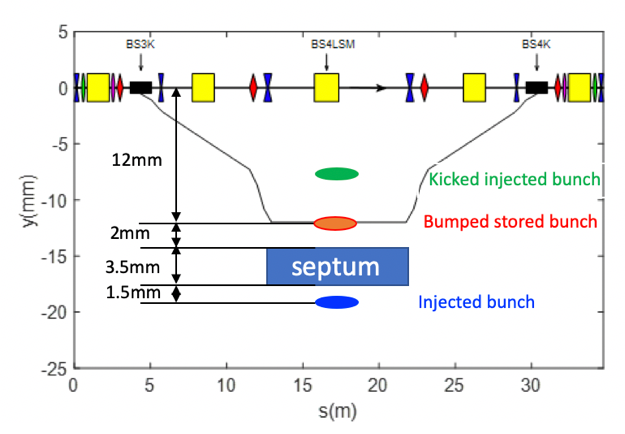 BS3K
BS4LSM
BS4K
5
0
-5
-10
-15
-20
-25
y(mm)
12mm
2mm
3.5mm
1.5mm
Kicked injected bunch
Bumped stored bunch
septum
Injected bunch
0
5
10
15
20
25
30
s(m)